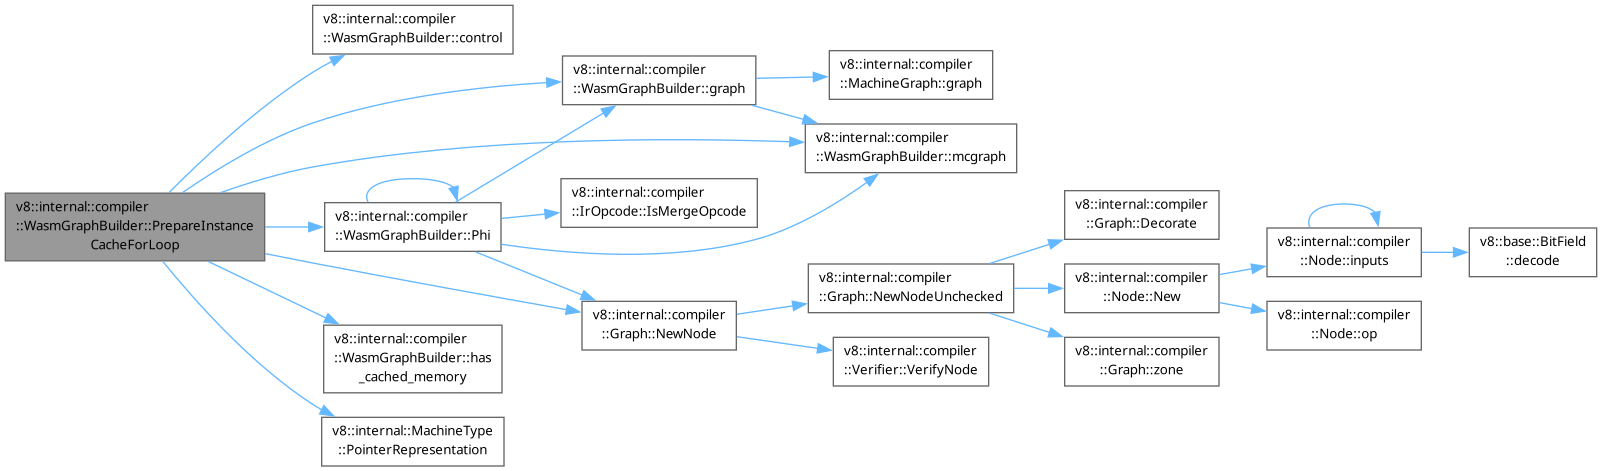 v8::internal::compiler
::WasmGraphBuilder::PrepareInstance
CacheForLoop
v8::internal::compiler
::WasmGraphBuilder::control
v8::internal::compiler
::WasmGraphBuilder::graph
v8::internal::compiler
::MachineGraph::graph
v8::internal::compiler
::WasmGraphBuilder::mcgraph
v8::internal::compiler
::WasmGraphBuilder::Phi
v8::internal::compiler
::IrOpcode::IsMergeOpcode
v8::internal::compiler
::Graph::NewNode
v8::internal::compiler
::Graph::NewNodeUnchecked
v8::internal::compiler
::Graph::Decorate
v8::internal::compiler
::Node::New
v8::internal::compiler
::Node::inputs
v8::base::BitField
::decode
v8::internal::compiler
::Node::op
v8::internal::compiler
::Graph::zone
v8::internal::compiler
::Verifier::VerifyNode
v8::internal::compiler
::WasmGraphBuilder::has
_cached_memory
v8::internal::MachineType
::PointerRepresentation